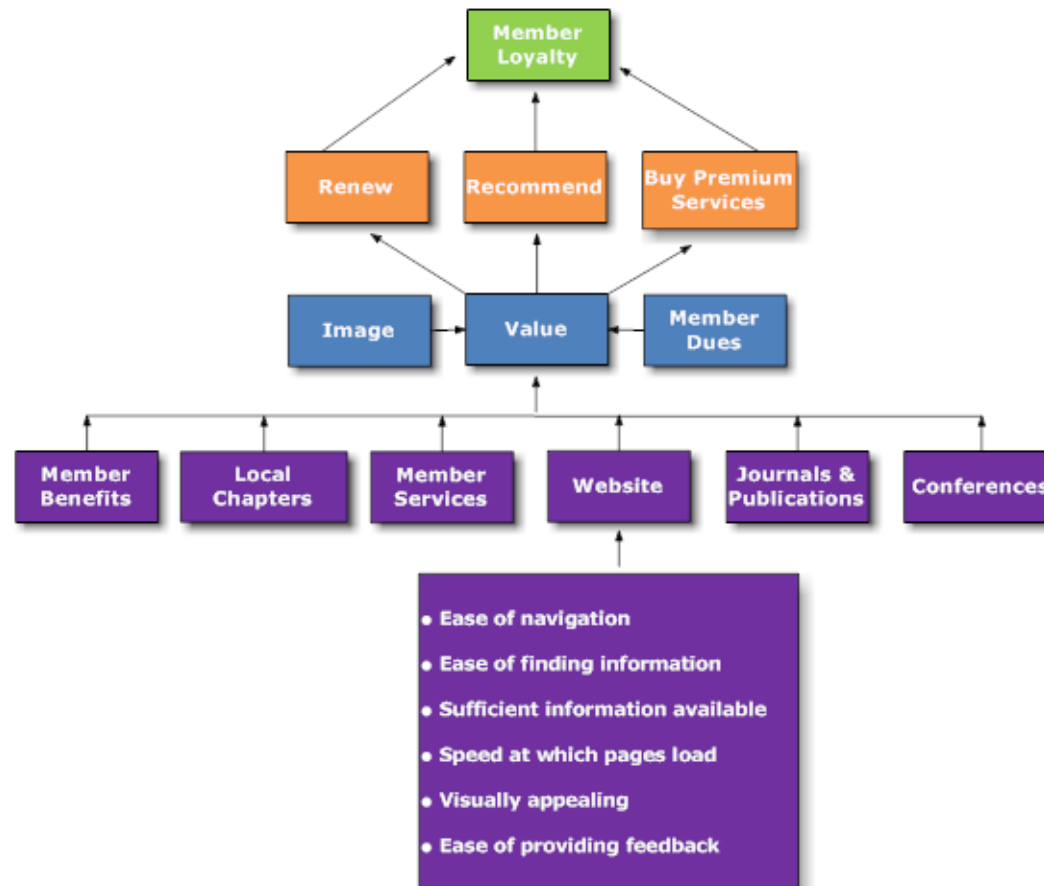 Member
Loyalty
Renew
Recommend
Buy Premium
Services
Image
Value
Member
Dues
Member
Benefits
Local
Chapters
Member
Services
Website
Journals &
Publications
Conferences
• Ease of navigation
• Ease of finding information
• Sufficient information available
• Speed at which pages load
• Visually appealing
• Ease of providing feedback